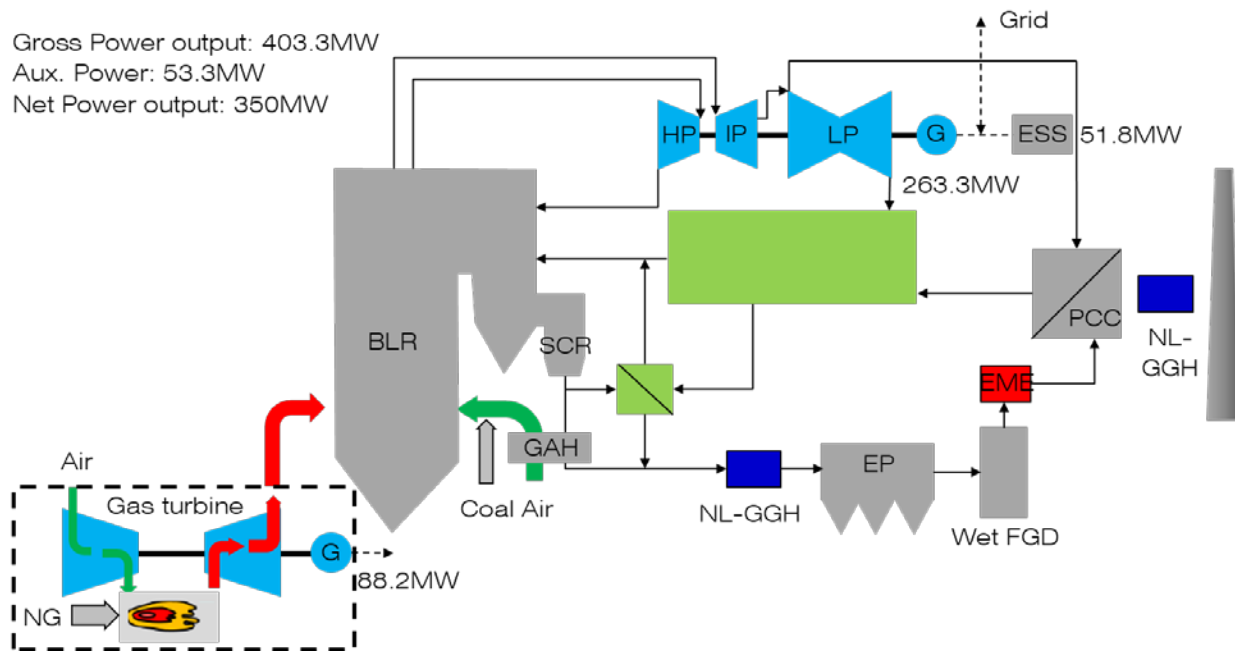 Gross Power output: 403.3MW
Aux. Power: 53.3MW
Net Power output: 350MW
Grid
HP
IP
LP
G
ESS
51.8MW
263.3MW
BLR
SCR
PCC
NL-
GGH
EME
GAH
Coal Air
NL-GGH
EP
Wet FGD
Air
Gas turbine
G
88.2MW
NG